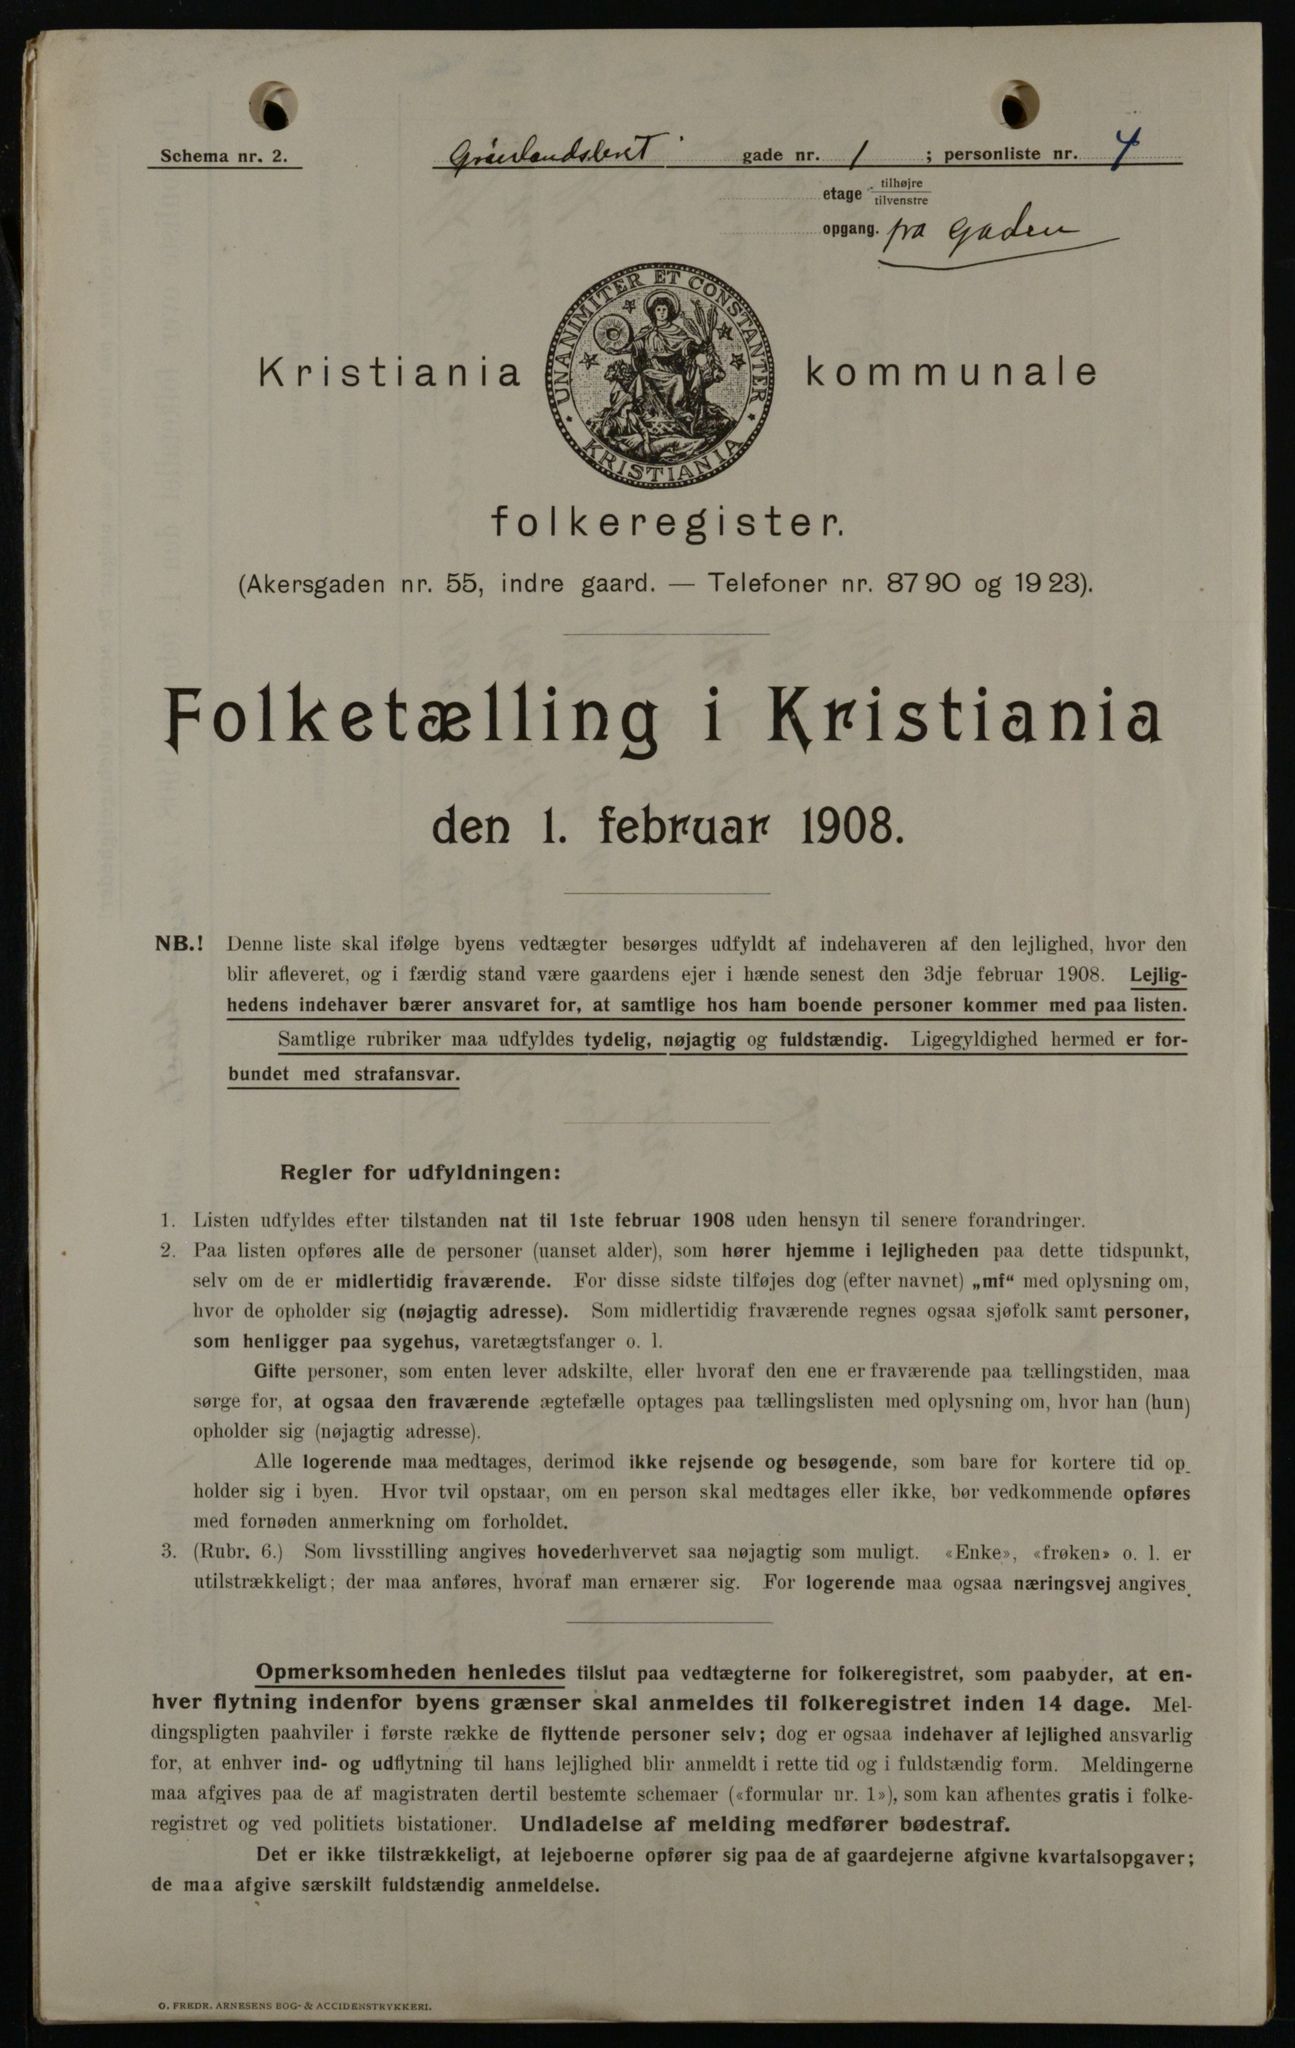 Schema nr. 2.
Grønlandsleret gade nr. 1 ; personliste nr. 4
etage tilhøjre
tilvenstre
opgang. fra gaden
UNANIMITER ET CONSTANTER
KRISTIANIA
Kristiania kommunale
folkeregister.
(Akersgaden nr. 55, indre gaard. — Telefoner nr. 87 90 og 19 23).
Folketælling i Kristiania
den 1. februar 1908.
NB.! Denne liste skal ifølge byens vedtægter besørges udfyldt af indehaveren af den lejlighed, hvor den
blir afleveret, og i færdig stand være gaardens ejer i hænde senest den 3dje februar 1908. Lejlig-
hedens indehaver bærer ansvaret for, at samtlige hos ham boende personer kommer med paa listen.
Samtlige rubriker maa udfyldes tydelig, nøjagtig og fuldstændig. Ligegyldighed hermed er for-
bundet med strafansvar.
Regler for udfyldningen:
1. Listen udfyldes efter tilstanden nat til 1ste februar 1908 uden hensyn til senere forandringer.
2. Paa listen opføres alle de personer (uanset alder), som hører hjemme i lejligheden paa dette tidspunkt,
selv om de er midlertidig fraværende. For disse sidste tilføjes dog (efter navnet) „mf“ med oplysning om,
hvor de opholder sig (nøjagtig adresse). Som midlertidig fraværende regnes ogsaa sjøfolk samt personer,
som henligger paa sygehus, varetægtsfanger o. l.
Gifte personer, som enten lever adskilte, eller hvoraf den ene er fraværende paa tællingstiden, maa
sørge for, at ogsaa den fraværende ægtefælle optages paa tællingslisten med oplysning om, hvor han (hun)
opholder sig (nøjagtig adresse).
Alle logerende maa medtages, derimod ikke rejsende og besøgende, som bare for kortere tid op-
holder sig i byen. Hvor tvil opstaar, om en person skal medtages eller ikke, bør vedkommende opføres
med fornøden anmerkning om forholdet.
3. (Rubr. 6.) Som livsstilling angives hovederhvervet saa nøjagtig som muligt. «Enke», «frøken» o. l. er
utilstrækkeligt; der maa anføres, hvoraf man ernærer sig. For logerende maa ogsaa næringsvej angives.
Opmerksomheden henledes tilslut paa vedtægterne for folkeregistret, som paabyder, at en-
hver flytning indenfor byens grænser skal anmeldes til folkeregistret inden 14 dage. Mel-
dingspligten paahviler i første række de flyttende personer selv; dog er ogsaa indehaver af lejlighed ansvarlig
for, at enhver ind- og udflytning til hans lejlighed blir anmeldt i rette tid og i fuldstændig form. Meldingerne
maa afgives paa de af magistraten dertil bestemte schemaer («formular nr. 1»), som kan afhentes gratis i folke-
registret og ved politiets bistationer. Undladelse af melding medfører bødestraf.
Det er ikke tilstrækkeligt, at lejeboerne opfører sig paa de af gaardejerne afgivne kvartalsopgaver;
de maa afgive særskilt fuldstændig anmeldelse.
O. FREDR. ARNESENS BOG- & ACCIDENSTRYKKERI.